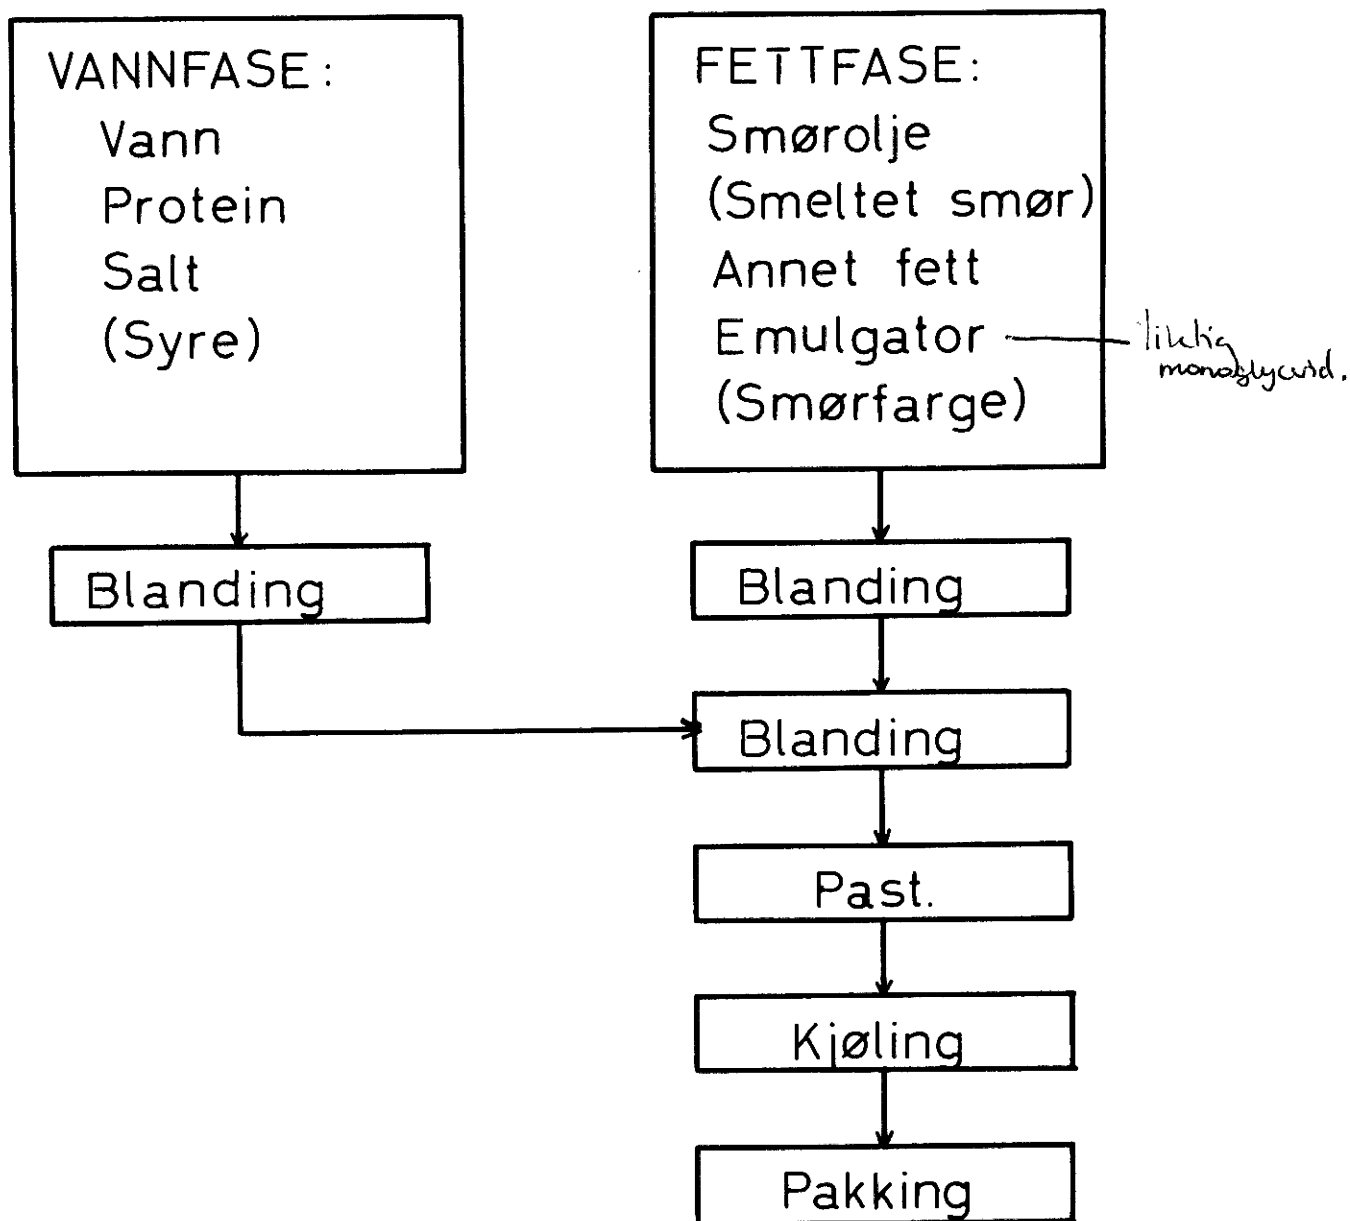 VANNFASE:
Vann
Protein
Salt
(Syre)
FETTFASE:
Smørolje
(Smeltet smør)
Annet fett
Emulgator
(Smørfarge)
Blanding
Blanding
Blanding
Past.
Kjøling
Pakking